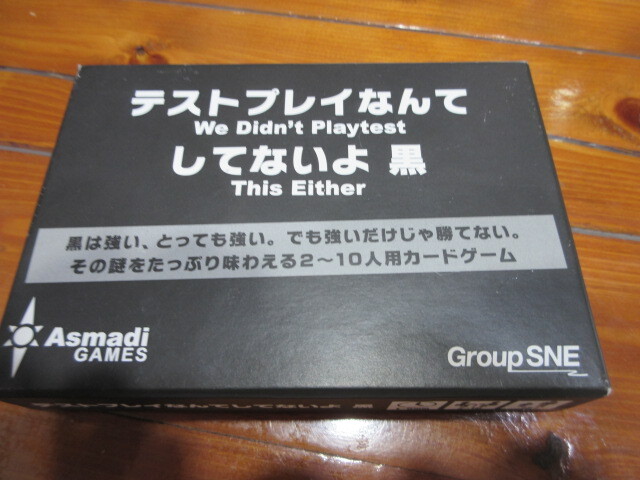 テストプレイなんて
We Didn't Playtest
してないよ 黒
This Either
黒は強い、とっても強い。でも強いだけじゃ勝てない。
その謎をたっぷり味わえる2〜10人用カードゲーム
Asmadi
GAMES
Group SNE